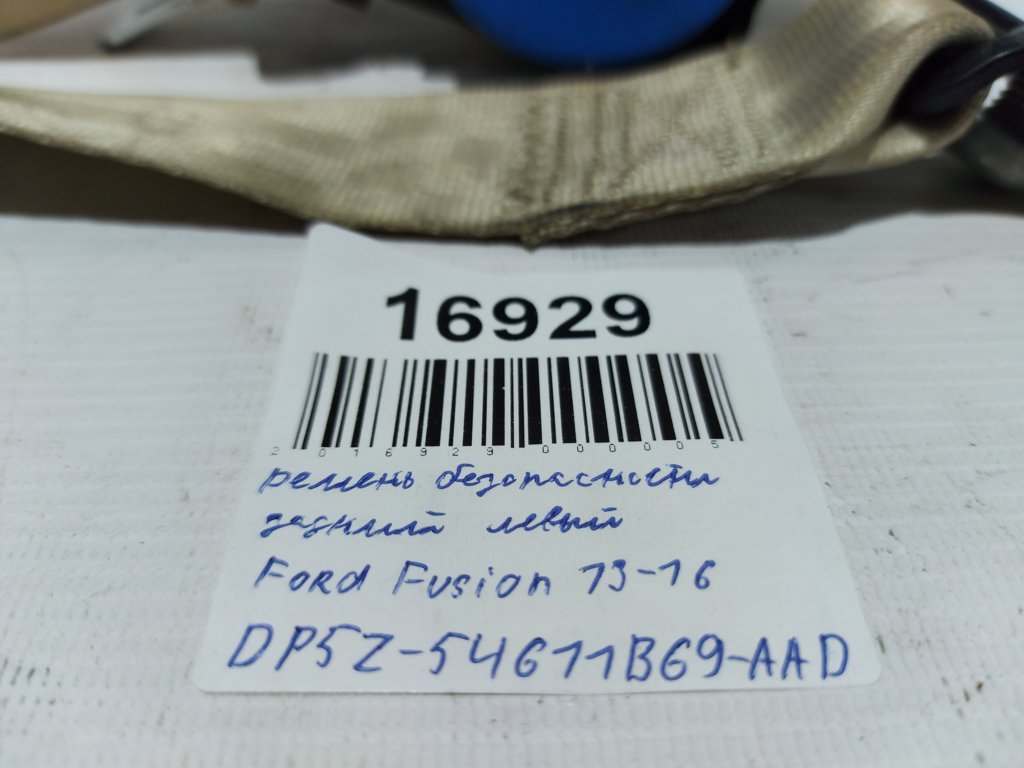 16929
2016929000005
ремень безопасности
задний левый
Ford Fusion 13-16
DP5Z-54611B69-AAD